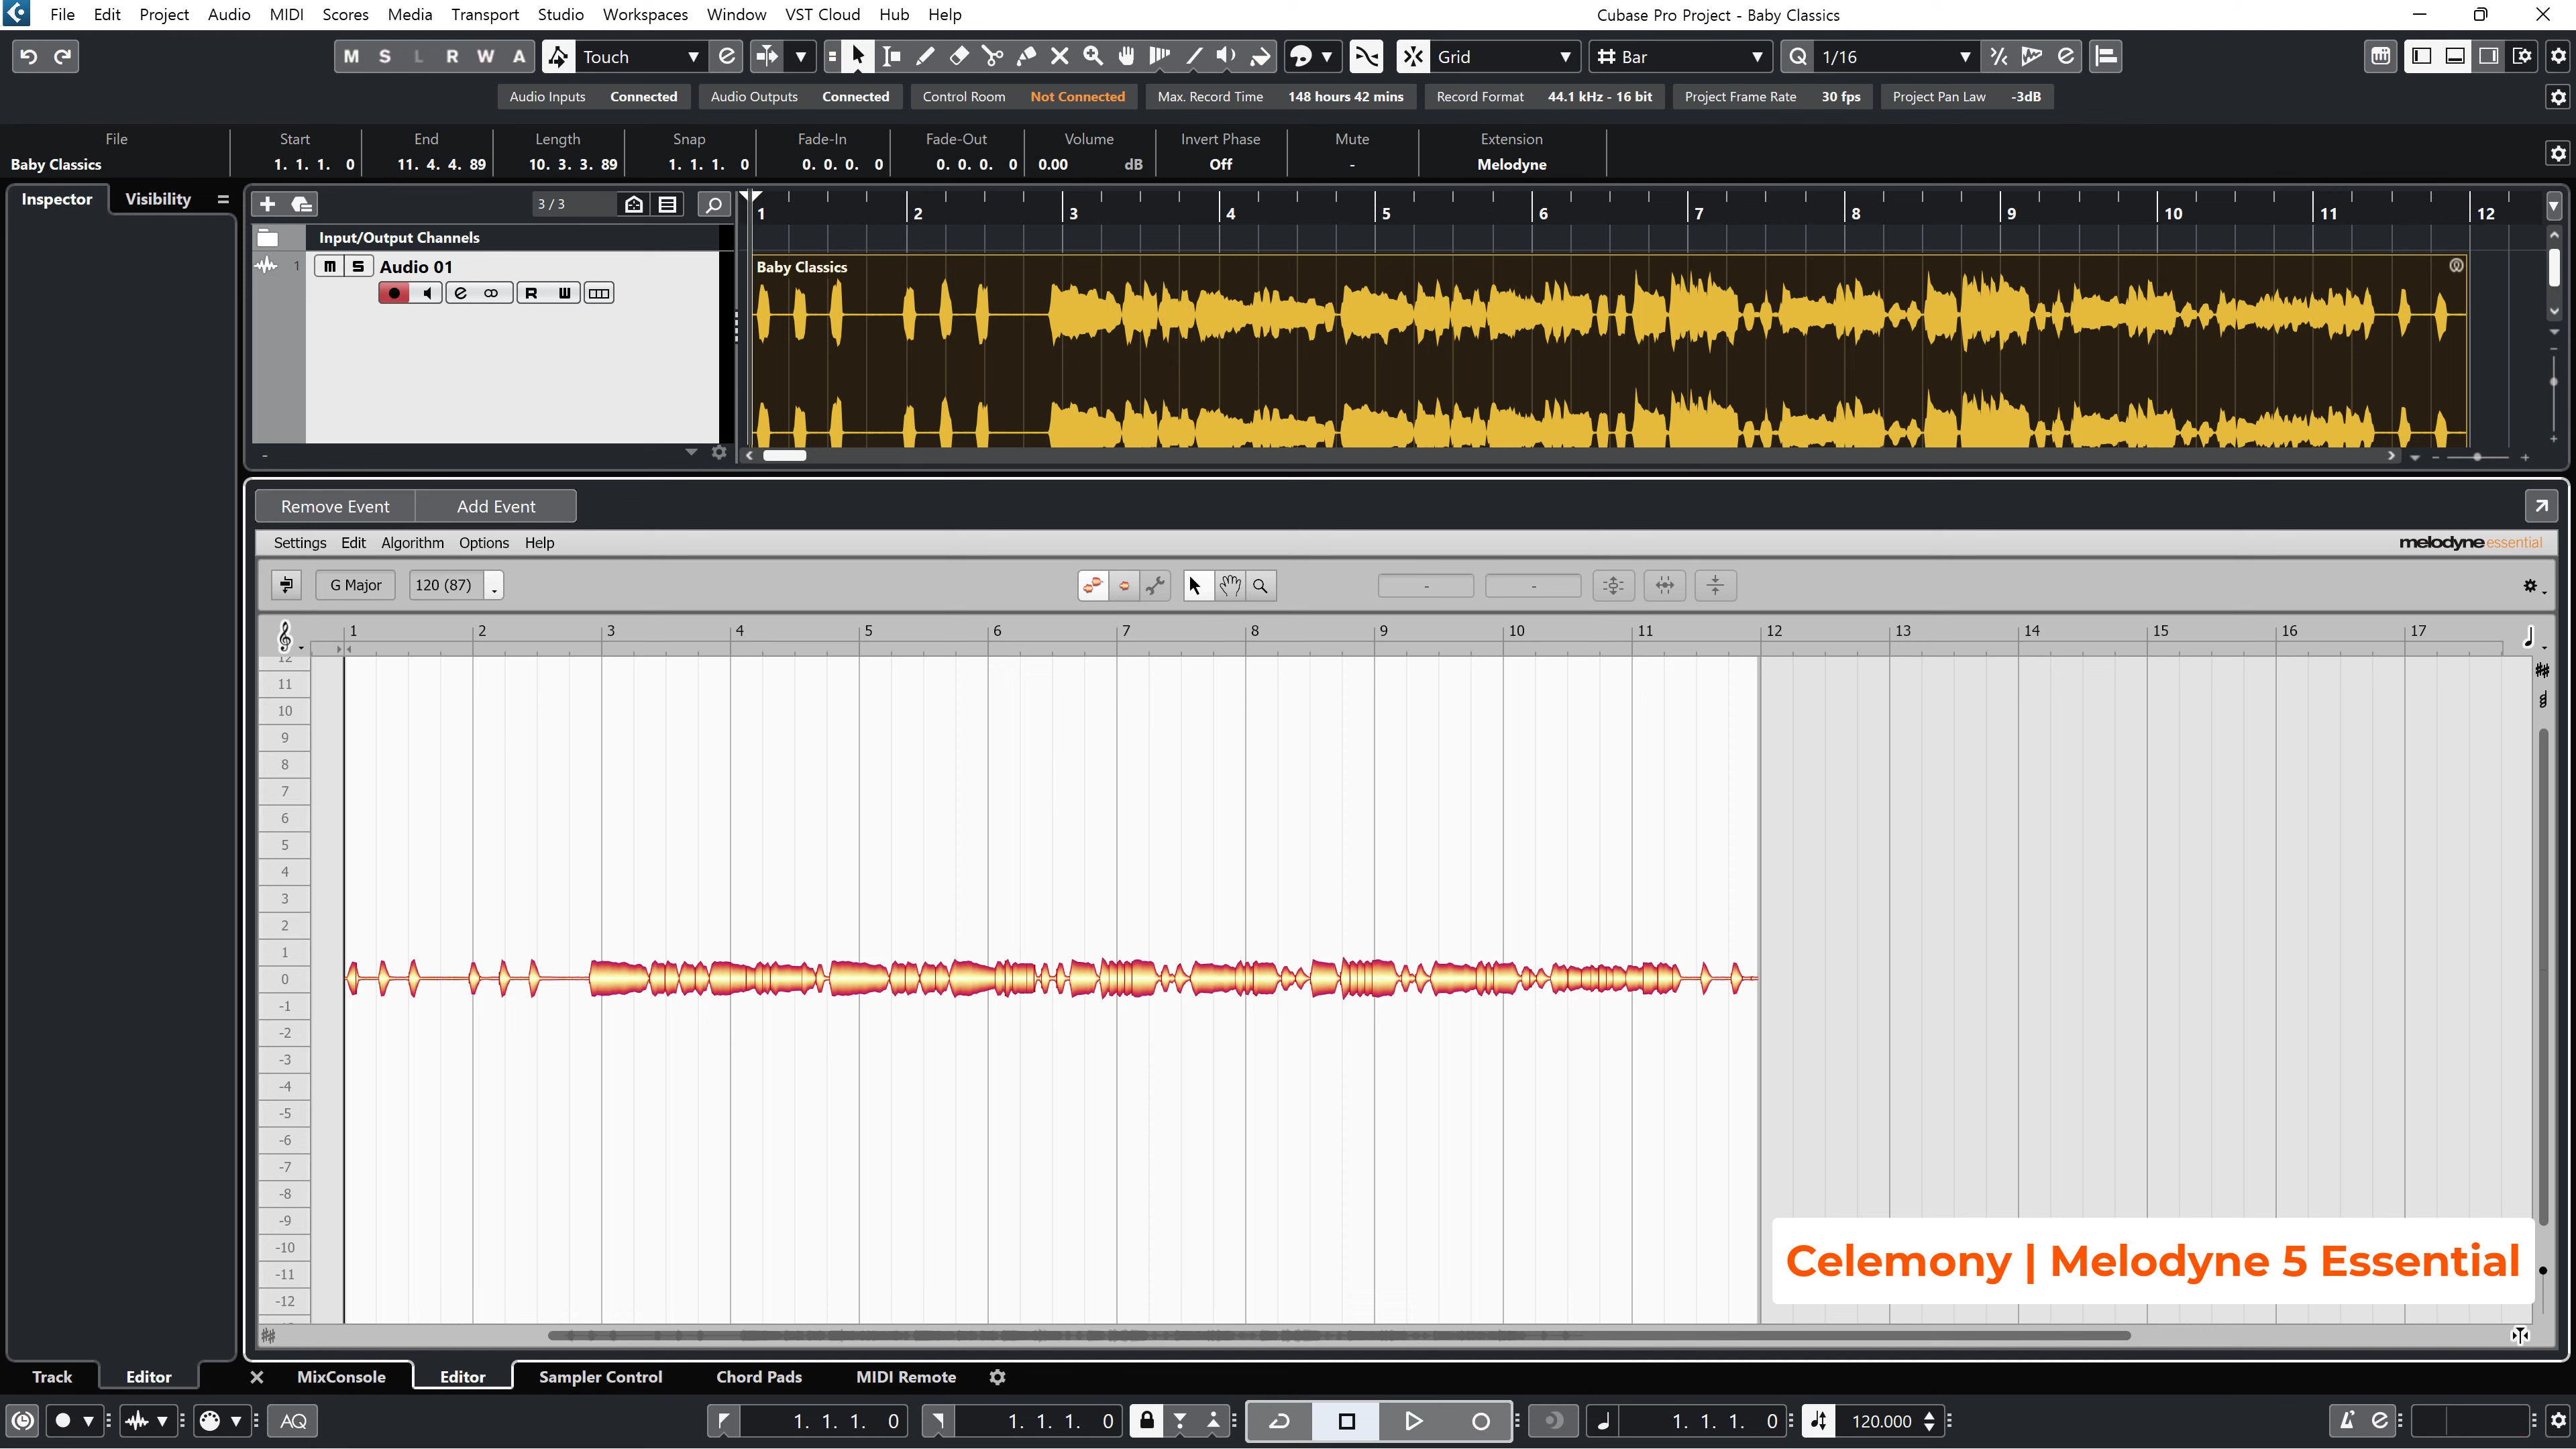 File Edit Project Audio MIDI Scores Media Transport Studio Workspaces Window VST Cloud Hub Help
Cubase Pro Project - Baby Classics
M S L R W A Touch Grid Bar Q 1/16
Audio Inputs Connected Audio Outputs Connected Control Room Not Connected Max. Record Time 148 hours 42 mins Record Format 44.1 kHz - 16 bit Project Frame Rate 30 fps Project Pan Law -3dB
File Start End Length Snap Fade-In Fade-Out Volume Invert Phase Mute Extension
Baby Classics 1. 1. 1. 0 11. 4. 4. 89 10. 3. 3. 89 1. 1. 1. 0 0. 0. 0. 0 0. 0. 0. 0 0.00 dB Off - Melodyne
Inspector Visibility
3 / 3
1 2 3 4 5 6 7 8 9 10 11 12
Input/Output Channels
1 M S Audio 01
R W
Baby Classics
Remove Event Add Event
Settings Edit Algorithm Options Help
melodyne essential
G Major 120 (87) - -
1 2 3 4 5 6 7 8 9 10 11 12 13 14 15 16 17
12
11
10
9
8
7
6
5
4
3
2
1
0
-1
-2
-3
-4
-5
-6
-7
-8
-9
-10
-11
-12
Celemony | Melodyne 5 Essential
Track Editor MixConsole Editor Sampler Control Chord Pads MIDI Remote
AQ 1. 1. 1. 0 1. 1. 1. 0 1. 1. 1. 0 120.000